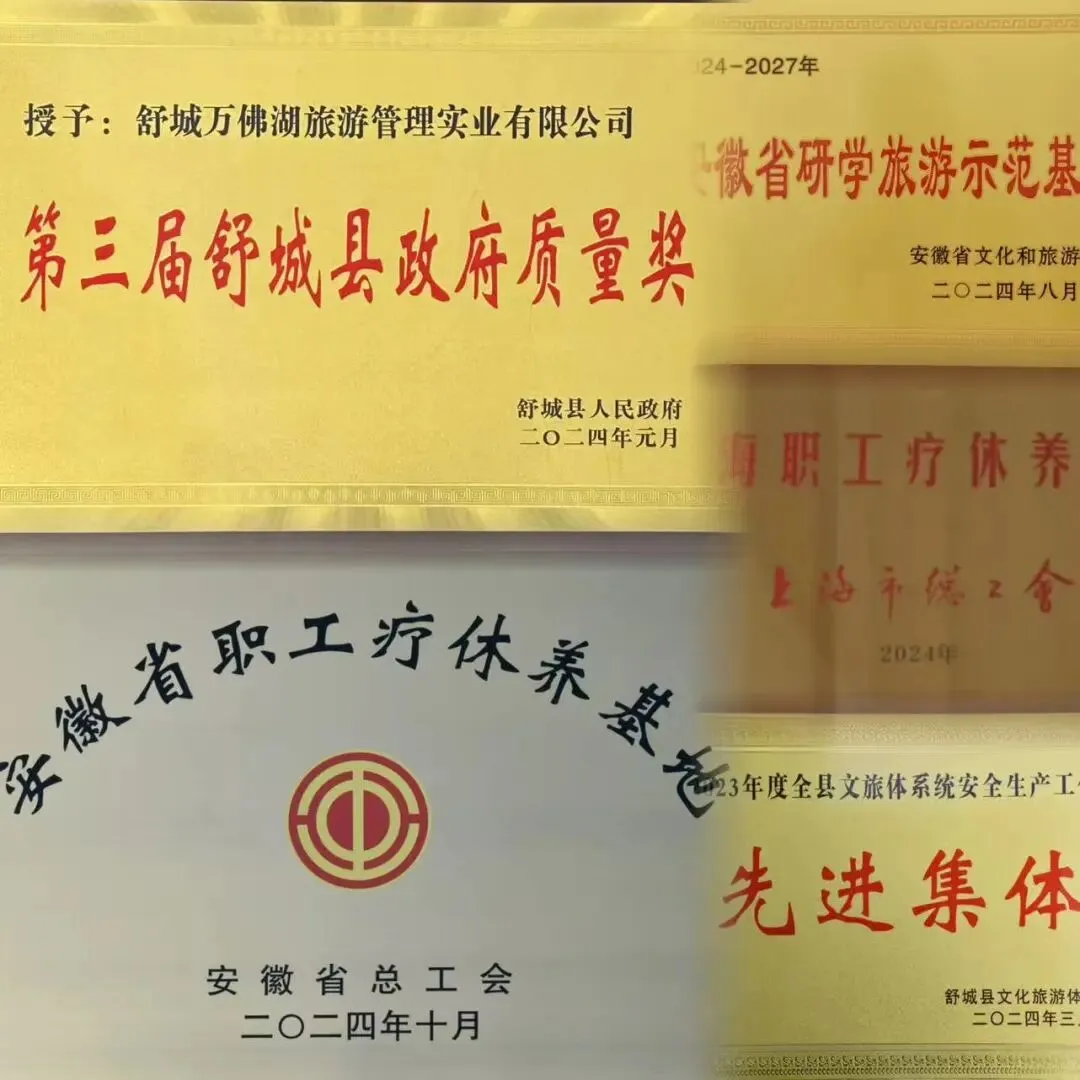 授予：舒城万佛湖旅游管理实业有限公司
第三届舒城县政府质量奖
舒城县人民政府
二〇二四年元月
24-2027年
安徽省研学旅游示范基
安徽省文化和旅游
二〇二四年八月
海职工疗休养
上海市总工會
2024年
安徽省职工疗休养基地
安徽省总工会
二〇二四年十月
023年度全县文旅体系统安全生产工
先进集体
舒城县文化旅游体
二〇二四年三